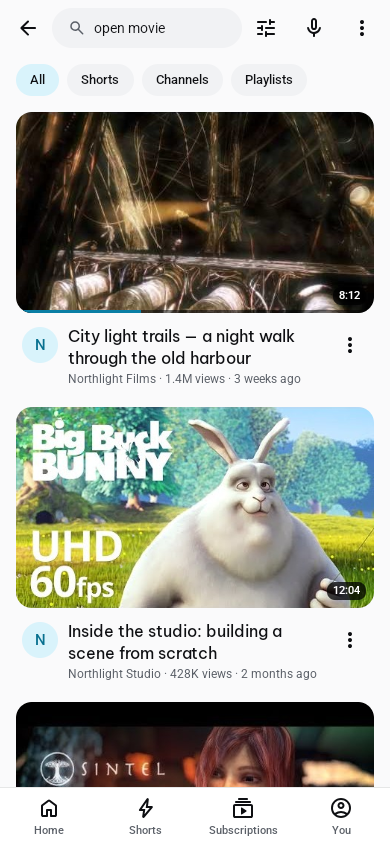 open movie
All
Shorts
Channels
Playlists
8:12
N
City light trails — a night walk
through the old harbour
Northlight Films · 1.4M views · 3 weeks ago
Big Buck
BUNNY
UHD
60fps
12:04
N
Inside the studio: building a
scene from scratch
Northlight Studio · 428K views · 2 months ago
SINTEL
Home
Shorts
Subscriptions
You